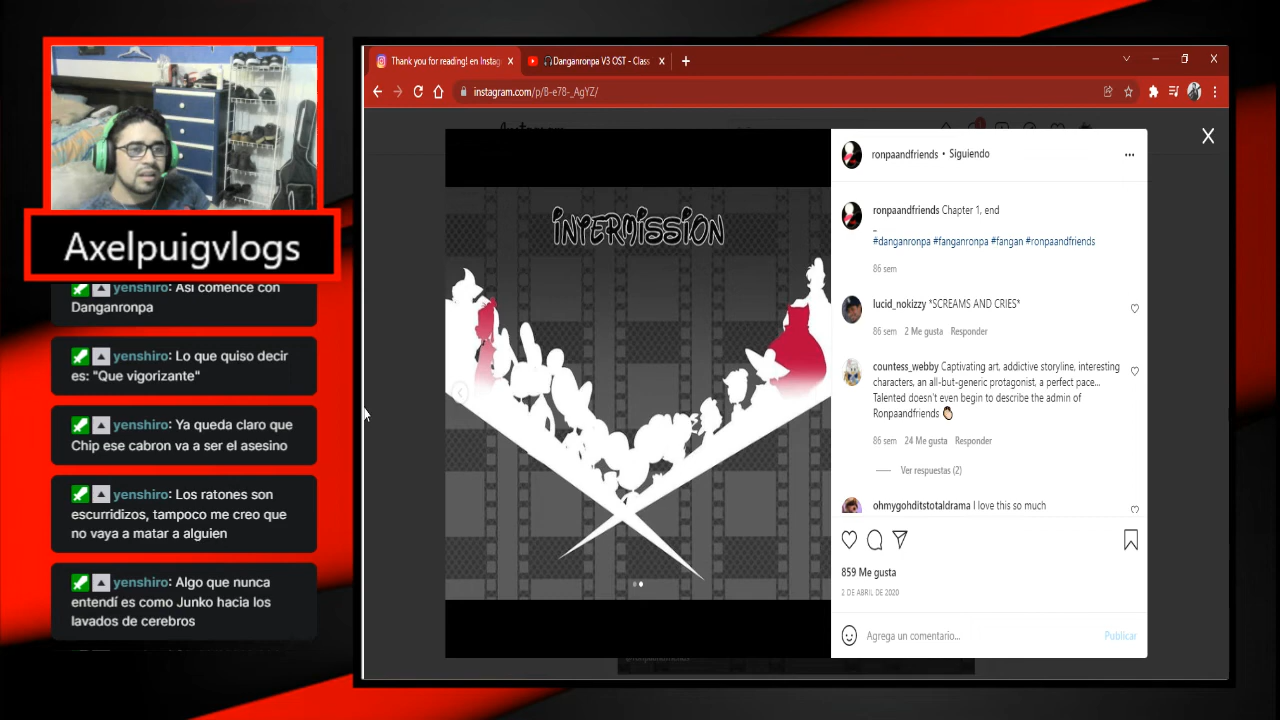 Thank you for reading! en Instag
🎧Danganronpa V3 OST - Class
instagram.com/p/B-e78-_AgYZ/
Axelpuigvlogs
yenshiro: Asi comence con
Danganronpa
yenshiro: Lo que quiso decir
es: "Que vigorizante"
yenshiro: Ya queda claro que
Chip ese cabron va a ser el asesino
yenshiro: Los ratones son
escurridizos, tampoco me creo que
no vaya a matar a alguien
yenshiro: Algo que nunca
entendí es como Junko hacia los
lavados de cerebros
INTERMISSION
ronpaandfriends • Siguiendo
ronpaandfriends Chapter 1, end
_
#danganronpa #fanganronpa #fangan #ronpaandfriends
86 sem
lucid_nokizzy *SCREAMS AND CRIES*
86 sem 2 Me gusta Responder
countess_webby Captivating art, addictive storyline, interesting
characters, an all-but-generic protagonist, a perfect pace...
Talented doesn't even begin to describe the admin of
Ronpaandfriends 👌🏻
86 sem 24 Me gusta Responder
Ver respuestas (2)
ohmygohditstotaldrama I love this so much
859 Me gusta
2 DE ABRIL DE 2020
Agrega un comentario...
Publicar